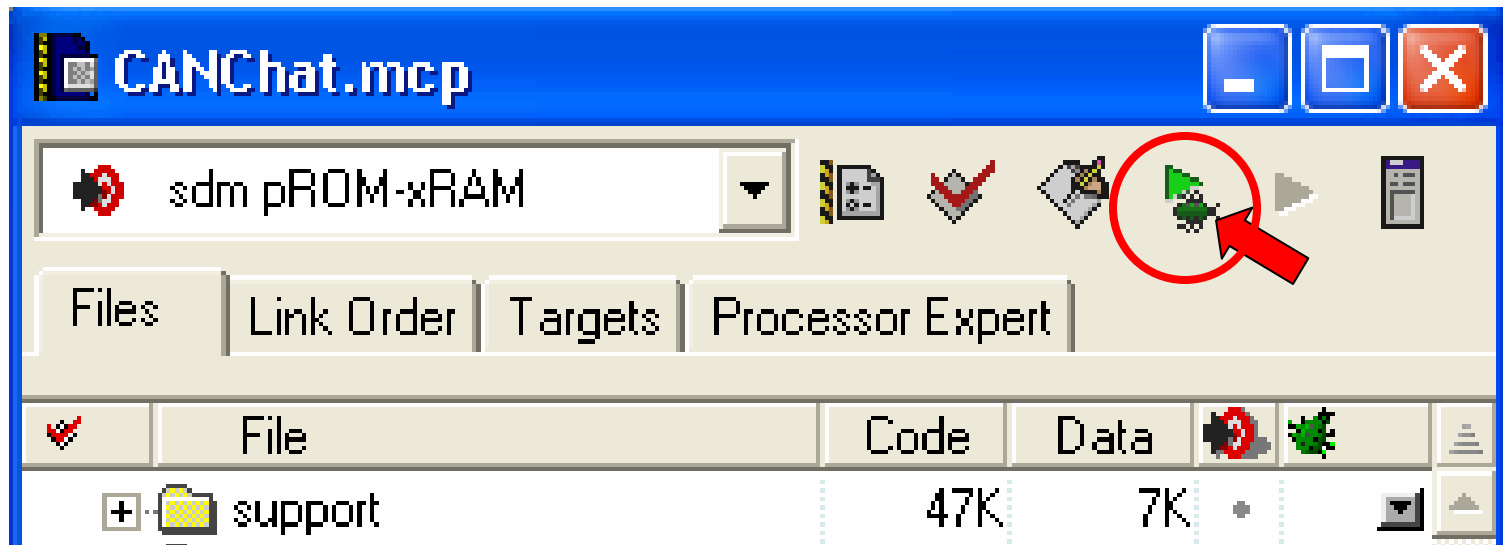 CANChat.mcp
sdm pROM-xRAM
Files Link Order Targets Processor Expert
File Code Data
support 47K 7K